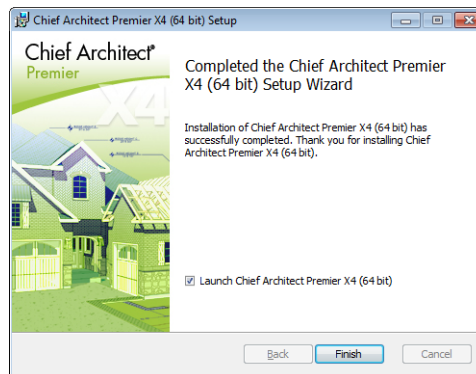 Chief Architect Premier X4 (64 bit) Setup
Chief Architect®
Premier
X4
Completed the Chief Architect Premier
X4 (64 bit) Setup Wizard
Installation of Chief Architect Premier X4 (64 bit) has
successfully completed. Thank you for installing Chief
Architect Premier X4 (64 bit).
Launch Chief Architect Premier X4 (64 bit)
Back
Finish
Cancel